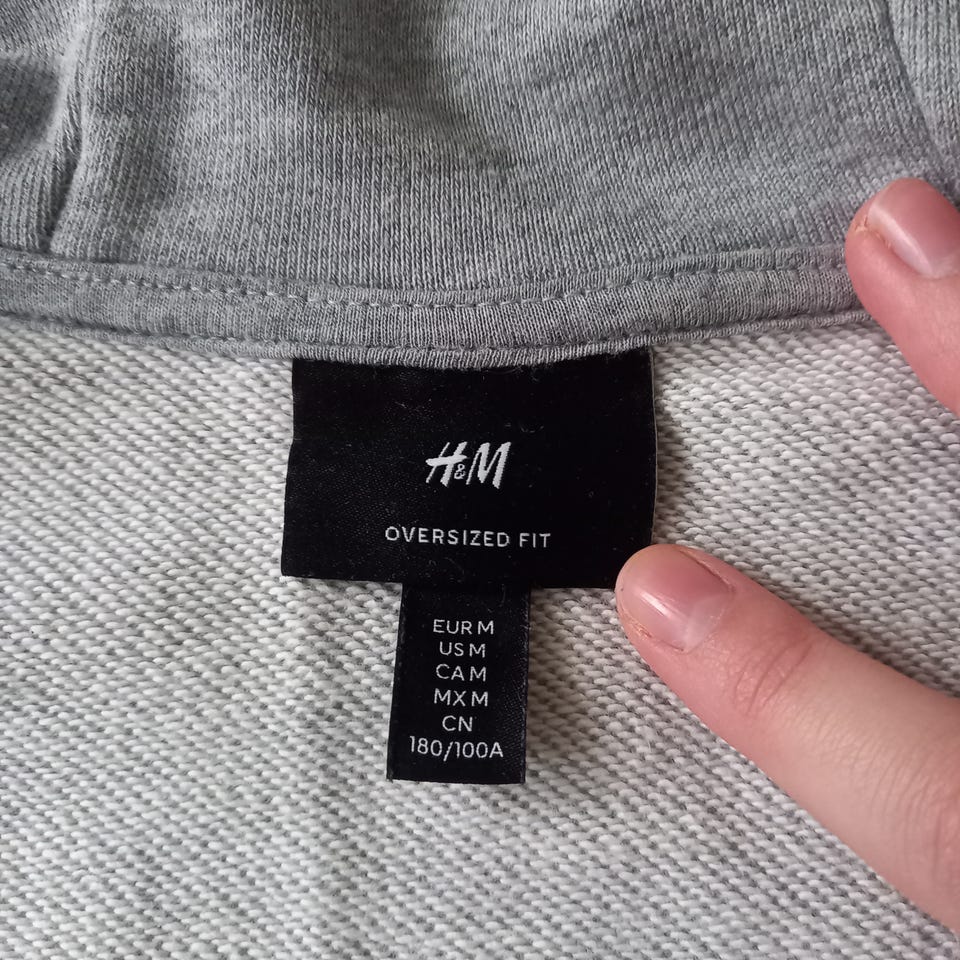 H&M
OVERSIZED FIT
EUR M
US M
CA M
MX M
CN
180/100A